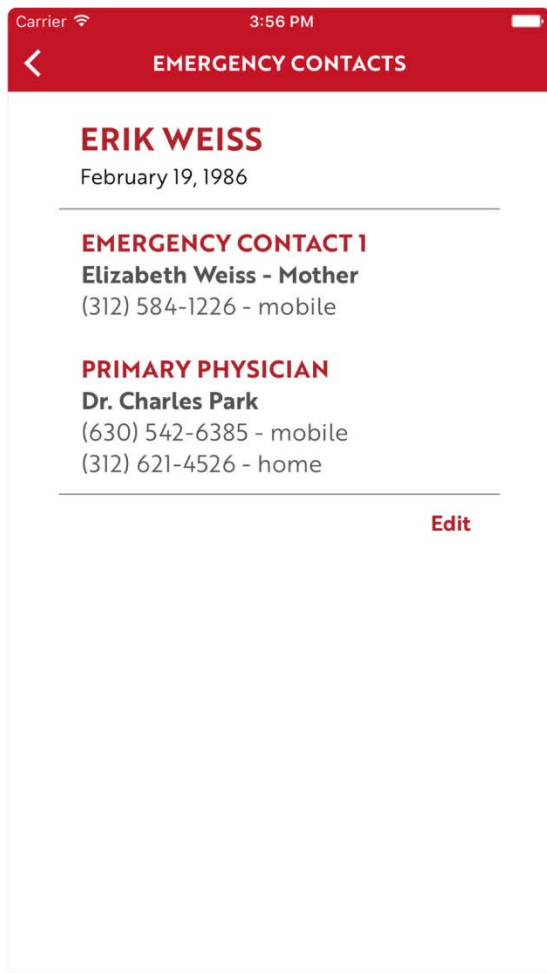 Carrier 3:56 PM
EMERGENCY CONTACTS
ERIK WEISS
February 19, 1986
EMERGENCY CONTACT 1
Elizabeth Weiss - Mother
(312) 584-1226 - mobile
PRIMARY PHYSICIAN
Dr. Charles Park
(630) 542-6385 - mobile
(312) 621-4526 - home
Edit